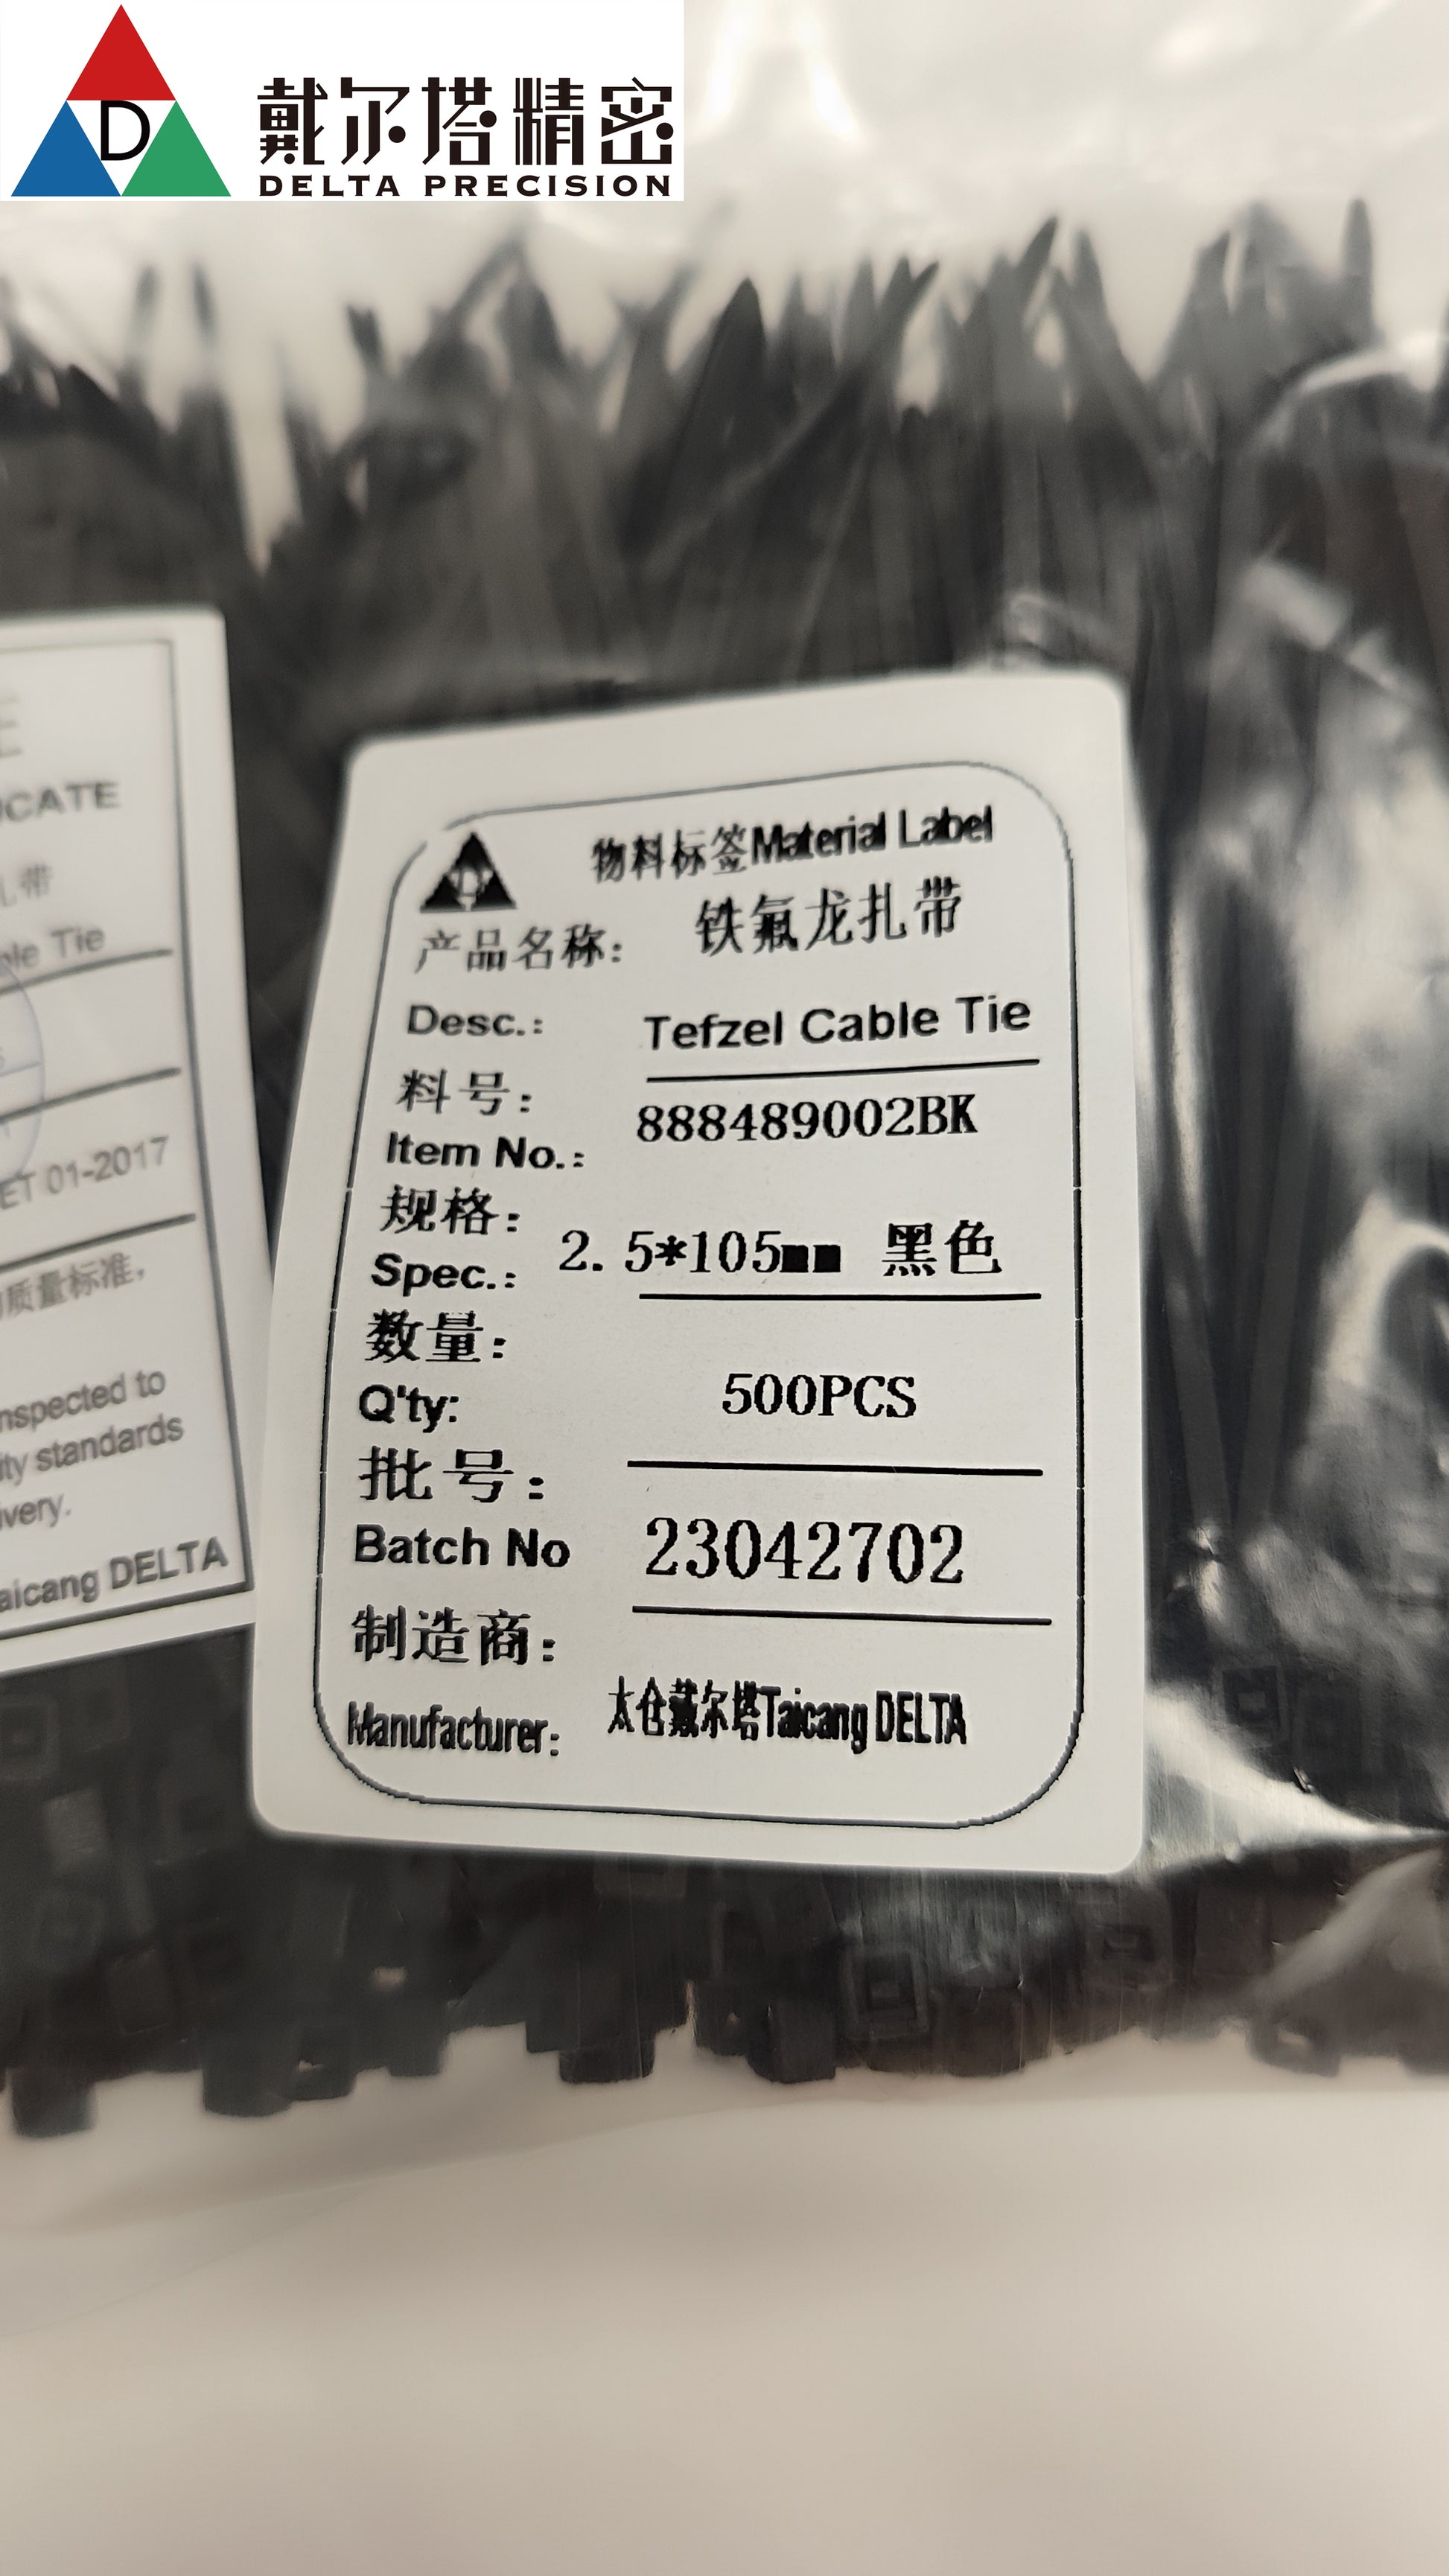 D
戴尔塔精密
DELTA PRECISION
物料标签Material Label
产品名称: 铁氟龙扎带
Desc.: Tefzel Cable Tie
料号:
Item No.: 888489002BK
规格:
Spec.: 2.5*105mm 黑色
数量:
Q'ty: 500PCS
批号:
Batch No 23042702
制造商:
Manufacturer: 太仓戴尔塔Taicang DELTA
扎带
Tie
01-2017
质量标准,
to
standards
DELTA